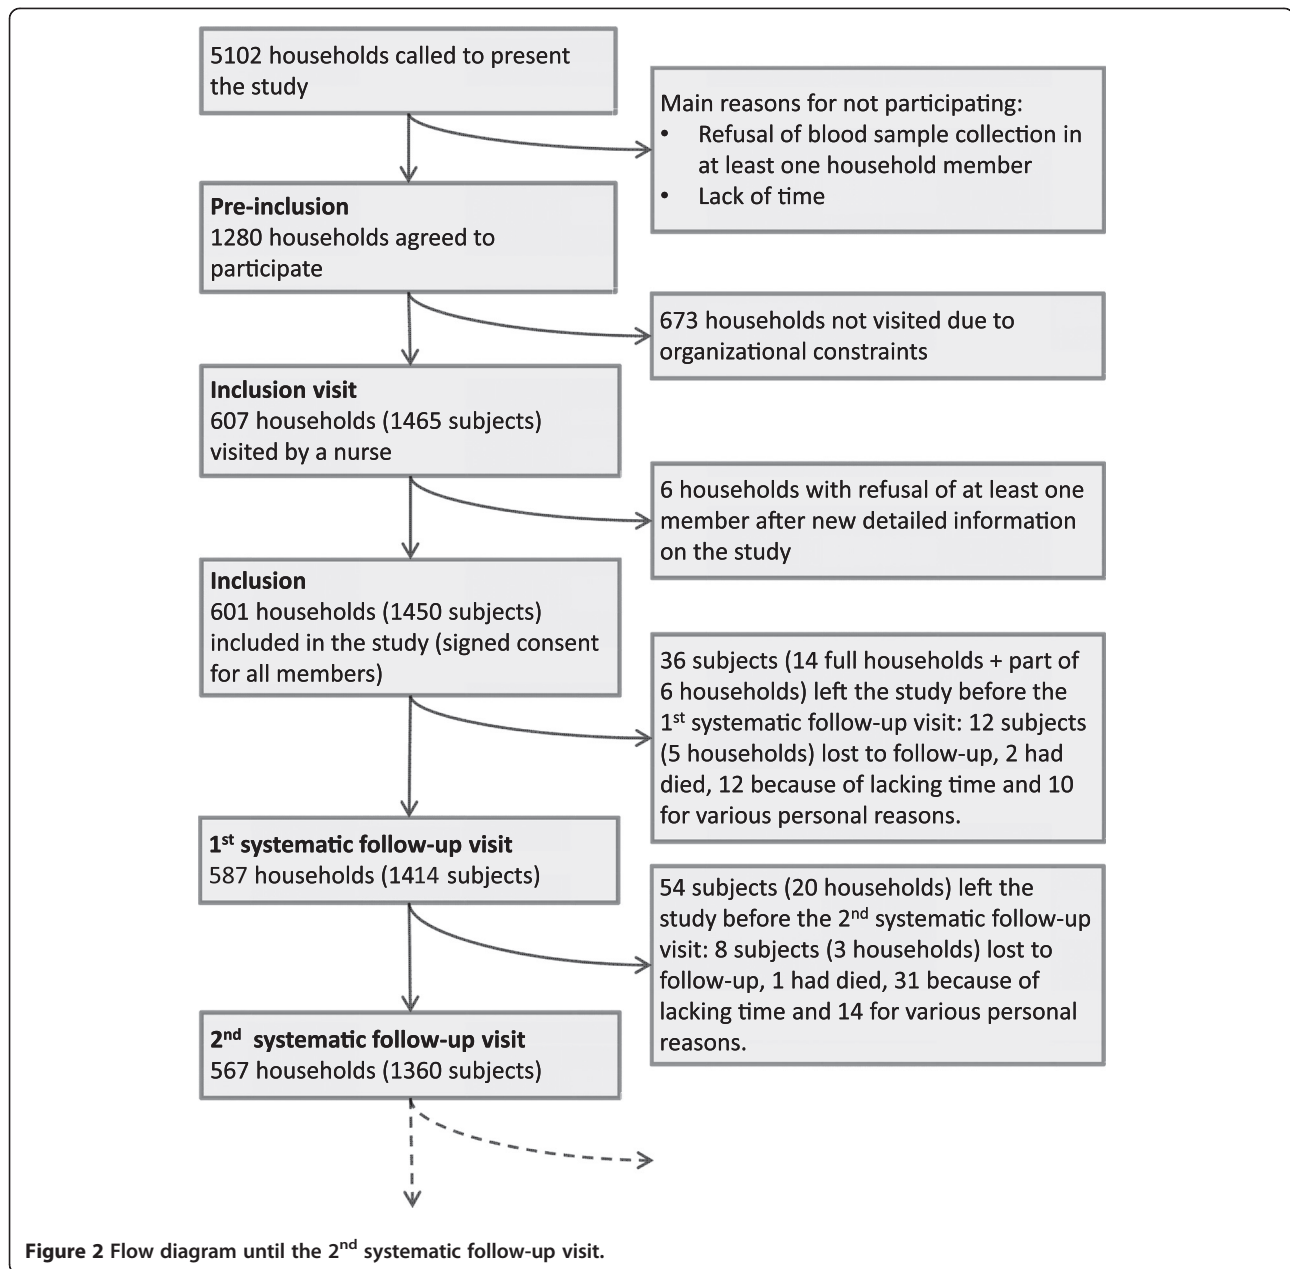 5102 households called to present
the study
Main reasons for not participating:
• Refusal of blood sample collection in
at least one household member
• Lack of time
Pre-inclusion
1280 households agreed to
participate
673 households not visited due to
organizational constraints
Inclusion visit
607 households (1465 subjects)
visited by a nurse
6 households with refusal of at least one
member after new detailed information
on the study
Inclusion
601 households (1450 subjects)
included in the study (signed consent
for all members)
36 subjects (14 full households + part of
6 households) left the study before the
1st systematic follow-up visit: 12 subjects
(5 households) lost to follow-up, 2 had
died, 12 because of lacking time and 10
for various personal reasons.
1st systematic follow-up visit
587 households (1414 subjects)
54 subjects (20 households) left the
study before the 2nd systematic follow-up
visit: 8 subjects (3 households) lost to
follow-up, 1 had died, 31 because of
lacking time and 14 for various personal
reasons.
2nd systematic follow-up visit
567 households (1360 subjects)
Figure 2 Flow diagram until the 2nd systematic follow-up visit.